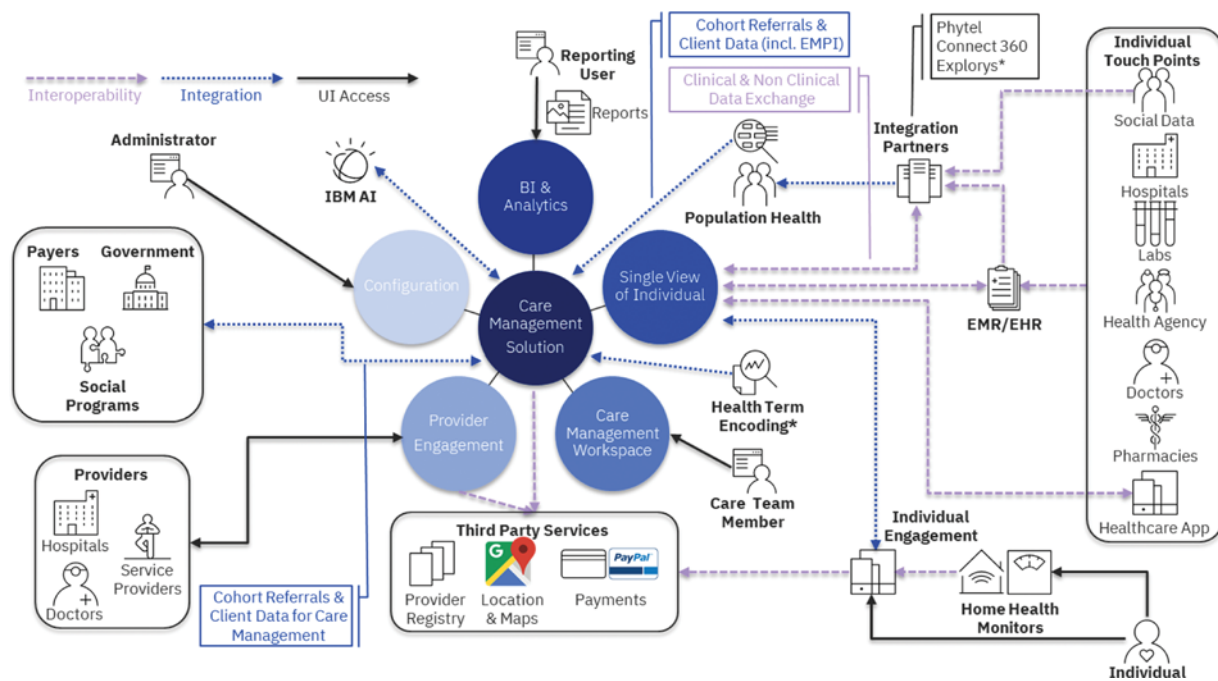 Interoperability
Integration
UI Access
Reporting
User
Reports
Cohort Referrals &
Client Data (incl. EMPI)
Clinical & Non Clinical
Data Exchange
Phytel
Connect 360
Explorys*
Individual
Touch Points
Social Data
Hospitals
Labs
Health Agency
Doctors
Pharmacies
Healthcare App
Administrator
IBM AI
BI &
Analytics
Population Health
Integration
Partners
Payers
Government
Social
Programs
Configuration
Care
Management
Solution
Single View
of Individual
EMR/EHR
Provider
Engagement
Care
Management
Workspace
Health Term
Encoding*
Care Team
Member
Providers
Hospitals
Doctors
Service
Providers
Cohort Referrals &
Client Data for Care
Management
Third Party Services
Provider
Registry
G
Location
& Maps
PayPal
Payments
Individual
Engagement
Home Health
Monitors
Individual